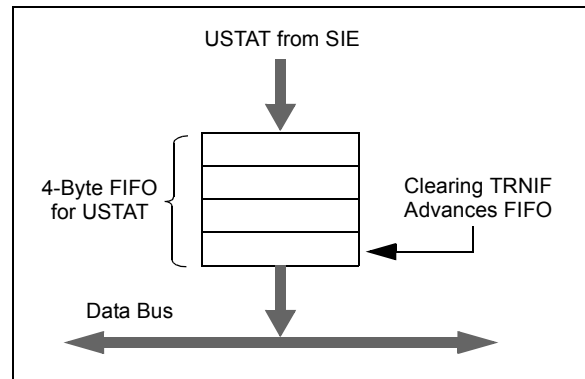 USTAT from SIE
4-Byte FIFO
for USTAT
Clearing TRNIF
Advances FIFO
Data Bus